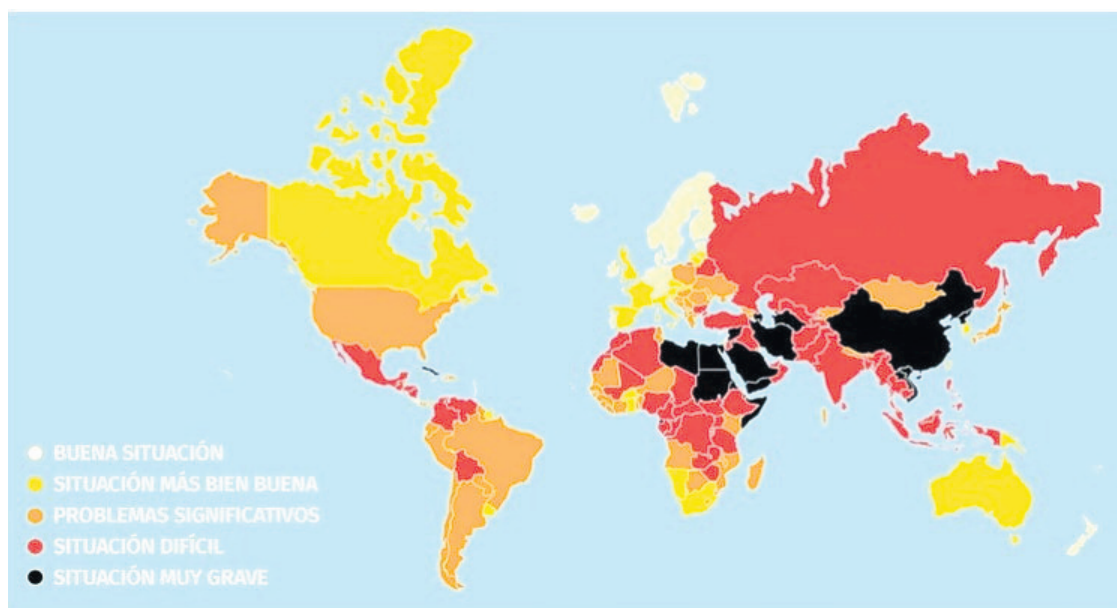 BUENA SITUACIÓN
SITUACIÓN MÁS BIEN BUENA
PROBLEMAS SIGNIFICATIVOS
SITUACIÓN DIFÍCIL
SITUACIÓN MUY GRAVE